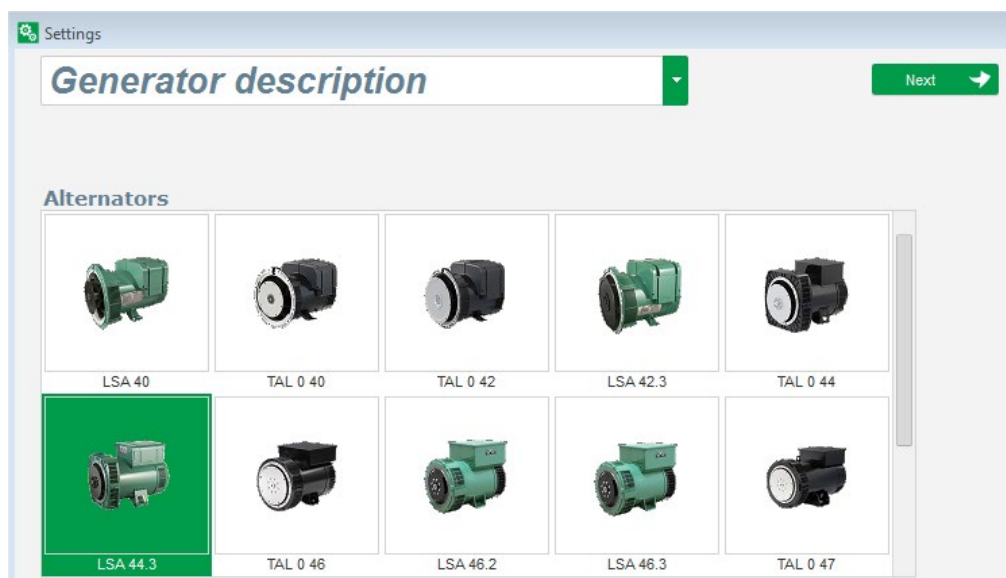 Settings
Generator description
Next
Alternators
LSA 40
TAL 0 40
TAL 0 42
LSA 42.3
TAL 0 44
LSA 44.3
TAL 0 46
LSA 46.2
LSA 46.3
TAL 0 47